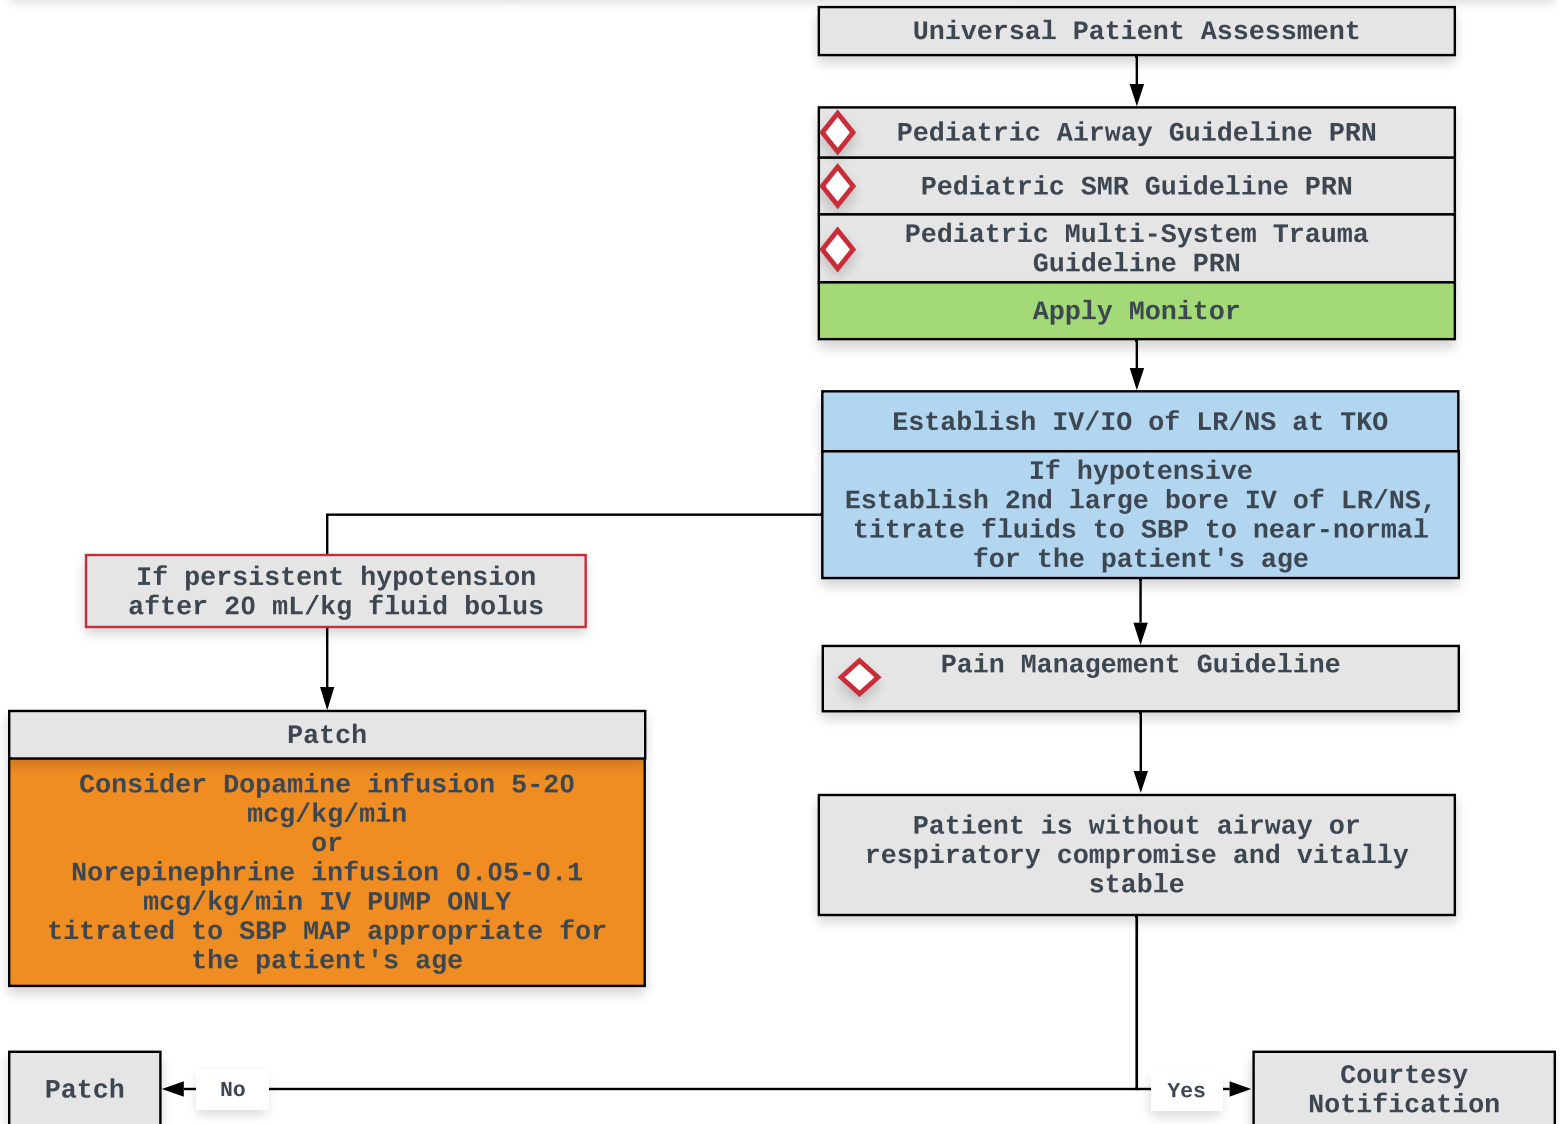 Universal Patient Assessment
Pediatric Airway Guideline PRN
Pediatric SMR Guideline PRN
Pediatric Multi-System Trauma
Guideline PRN
Apply Monitor
Establish IV/IO of LR/NS at TKO
If hypotensive
Establish 2nd large bore IV of LR/NS,
titrate fluids to SBP to near-normal
for the patient's age
If persistent hypotension
after 20 mL/kg fluid bolus
Pain Management Guideline
Patch
Consider Dopamine infusion 5-20
mcg/kg/min
or
Norepinephrine infusion 0.05-0.1
mcg/kg/min IV PUMP ONLY
titrated to SBP MAP appropriate for
the patient's age
Patient is without airway or
respiratory compromise and vitally
stable
Patch
No
Yes
Courtesy
Notification